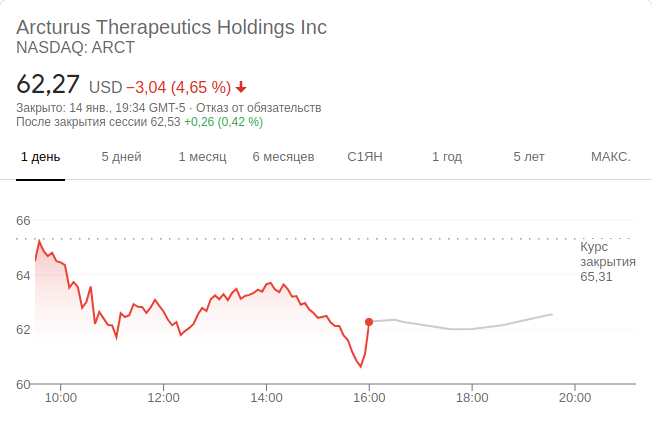 Arcturus Therapeutics Holdings Inc
NASDAQ: ARCT
62,27 USD −3,04 (4,65 %)
Закрыто: 14 янв., 19:34 GMT-5 · Отказ от обязательств
После закрытия сессии 62,53 +0,26 (0,42 %)
1 день 5 дней 1 месяц 6 месяцев С1ЯН 1 год 5 лет МАКС.
66
Курс
закрытия
65,31
64
62
60
10:00 12:00 14:00 16:00 18:00 20:00